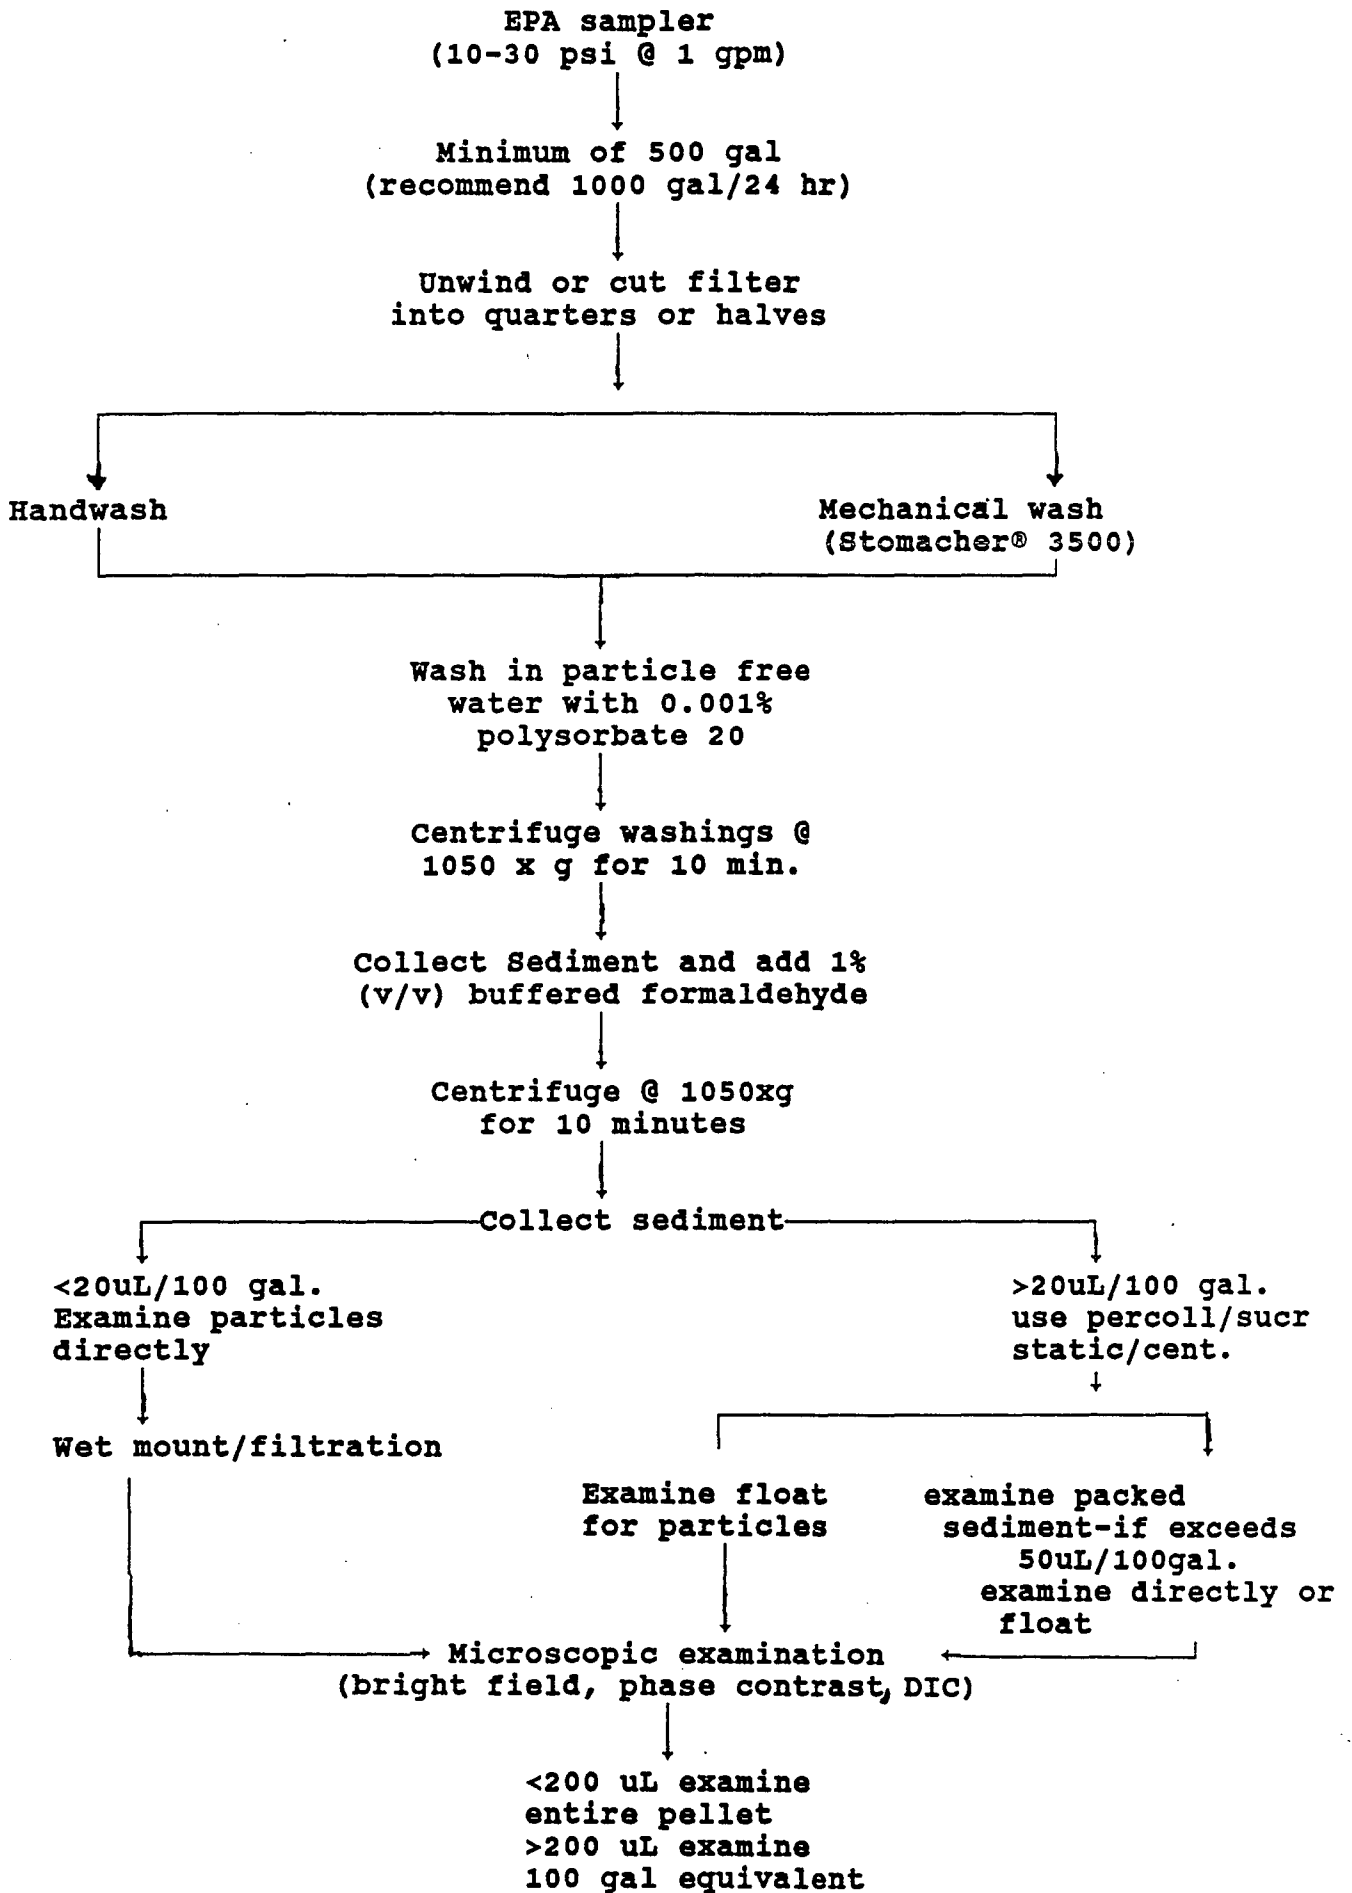 EPA sampler
(10-30 psi @ 1 gpm)
Minimum of 500 gal
(recommend 1000 gal/24 hr)
Unwind or cut filter
into quarters or halves
Handwash
Mechanical wash
(Stomacher® 3500)
Wash in particle free
water with 0.001%
polysorbate 20
Centrifuge washings @
1050 x g for 10 min.
Collect Sediment and add 1%
(v/v) buffered formaldehyde
Centrifuge @ 1050xg
for 10 minutes
Collect sediment
<20uL/100 gal.
Examine particles
directly
>20uL/100 gal.
use percoll/sucr
static/cent.
Wet mount/filtration
Examine float
for particles
examine packed
sediment-if exceeds
50uL/100gal.
examine directly or
float
Microscopic examination
(bright field, phase contrast, DIC)
<200 uL examine
entire pellet
>200 uL examine
100 gal equivalent